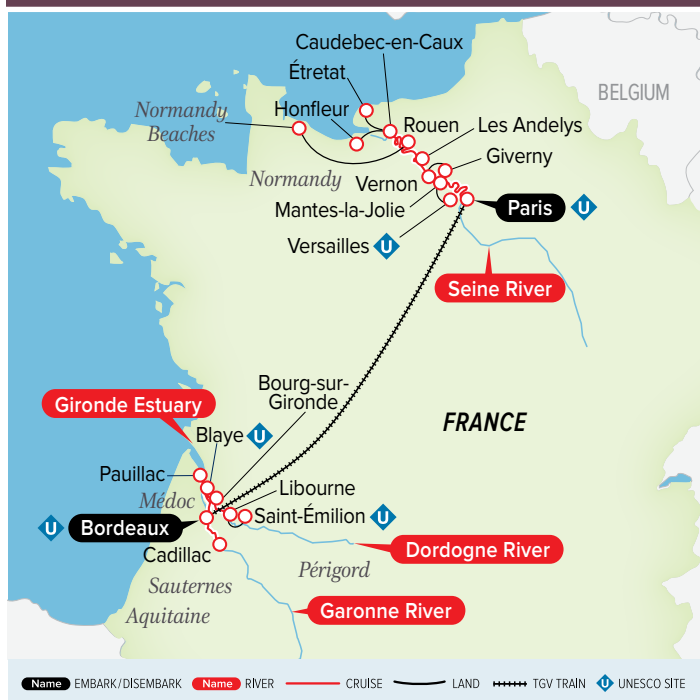 Caudebec-en-Caux
Étretat
BELGIUM
Normandy
Beaches
Honfleur
Rouen
Les Andelys
Giverny
Normandy
Vernon
Mantes-la-Jolie
Paris U
Versailles U
Seine River
Bourg-sur-
Gironde
Gironde Estuary
FRANCE
Blaye U
Pauillac
Médoc
Libourne
U Bordeaux
Saint-Émilion U
Cadillac
Dordogne River
Périgord
Sauternes
Aquitaine
Garonne River
Name EMBARK/DISEMBARK Name RIVER CRUISE LAND TGV TRAIN U UNESCO SITE